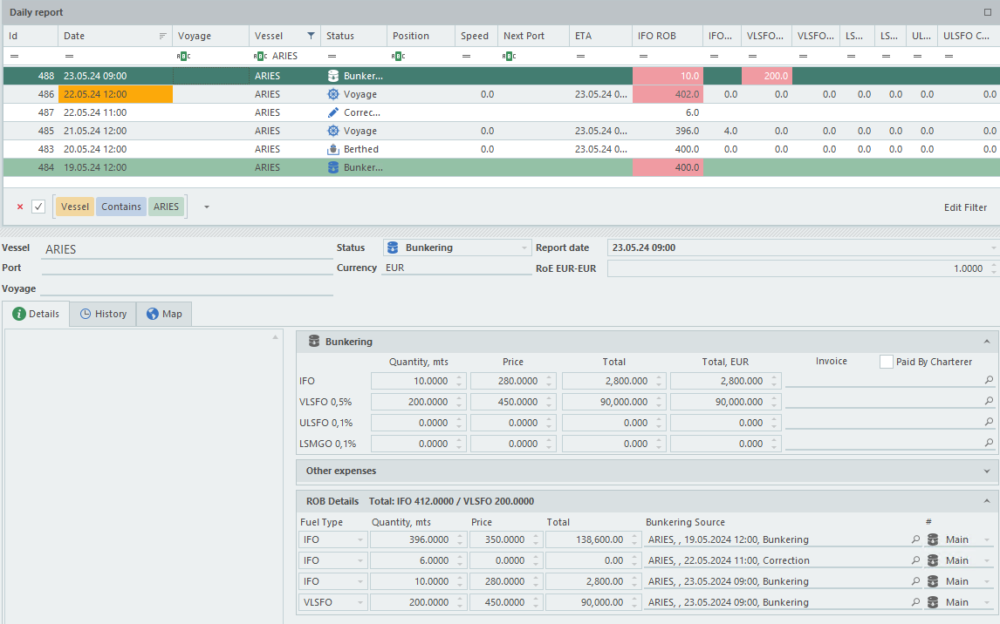 Daily report
Id Date Voyage Vessel Status Position Speed Next Port ETA IFO ROB IFO... VLSFO... VLSFO... LS... LS... UL... ULSFO C...
= = ABC ABC ARIES = ABC = ABC = = = = = = = = =
488 23.05.24 09:00 ARIES Bunker... 10.0 200.0
486 22.05.24 12:00 ARIES Voyage 0.0 23.05.24 0... 402.0 0.0 0.0 0.0 0.0 0.0 0.0 0.0
487 22.05.24 11:00 ARIES Correc... 6.0
485 21.05.24 12:00 ARIES Voyage 0.0 23.05.24 0... 396.0 4.0 0.0 0.0 0.0 0.0 0.0 0.0
483 20.05.24 12:00 ARIES Berthed 0.0 23.05.24 0... 400.0 0.0 0.0 0.0 0.0 0.0 0.0 0.0
484 19.05.24 12:00 ARIES Bunker... 400.0
Vessel Contains ARIES Edit Filter
Vessel ARIES Status Bunkering Report date 23.05.24 09:00
Port Currency EUR RoE EUR-EUR 1.0000
Voyage
Details History Map
Bunkering
Quantity, mts Price Total Total, EUR Invoice Paid By Charterer
IFO 10.0000 280.0000 2,800.0000 2,800.000
VLSFO 0,5% 200.0000 450.0000 90,000.0000 90,000.000
ULSFO 0,1% 0.0000 0.0000 0.000 0.000
LSMGO 0,1% 0.0000 0.0000 0.000 0.000
Other expenses
ROB Details Total: IFO 412.0000 / VLSFO 200.0000
Fuel Type Quantity, mts Price Total Bunkering Source #
IFO 396.0000 350.0000 138,600.00 ARIES, , 19.05.2024 12:00, Bunkering Main
IFO 6.0000 0.0000 0.00 ARIES, , 22.05.2024 11:00, Correction Main
IFO 10.0000 280.0000 2,800.00 ARIES, , 23.05.2024 09:00, Bunkering Main
VLSFO 200.0000 450.0000 90,000.00 ARIES, , 23.05.2024 09:00, Bunkering Main